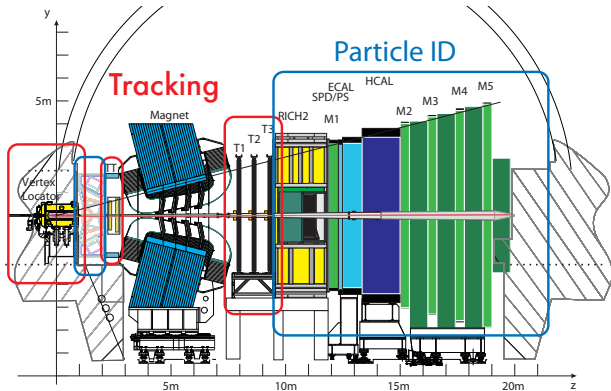 y
Particle ID
Tracking
HCAL
ECAL
SPD/PS
M5
M4
M3
M2
M1
5m
Magnet
RICH2
T3
T2
T1
TT
Vertex
Locator
5m
10m
15m
20m
z